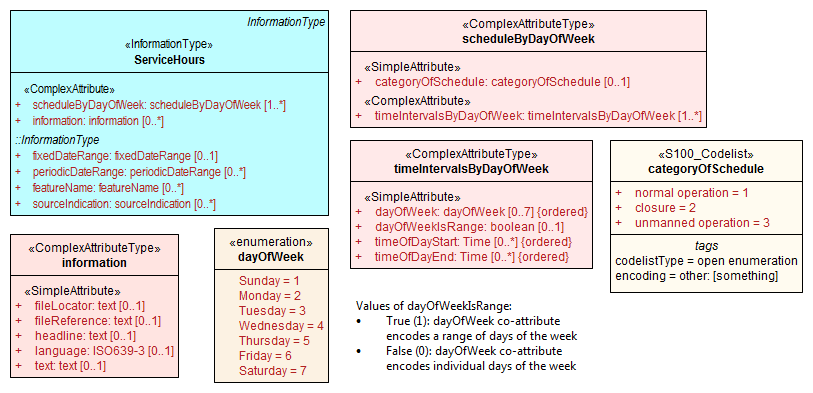 InformationType
«InformationType»
ServiceHours
«ComplexAttribute»
+ scheduleByDayOfWeek: scheduleByDayOfWeek [1..*]
+ information: information [0..*]
::InformationType
+ fixedDateRange: fixedDateRange [0..1]
+ periodicDateRange: periodicDateRange [0..*]
+ featureName: featureName [0..*]
+ sourceIndication: sourceIndication [0..*]
«ComplexAttributeType»
scheduleByDayOfWeek
«SimpleAttribute»
+ categoryOfSchedule: categoryOfSchedule [0..1]
«ComplexAttribute»
+ timeIntervalsByDayOfWeek: timeIntervalsByDayOfWeek [1..*]
«ComplexAttributeType»
timeIntervalsByDayOfWeek
«SimpleAttribute»
+ dayOfWeek: dayOfWeek [0..7] {ordered}
+ dayOfWeekIsRange: boolean [0..1]
+ timeOfDayStart: Time [0..*] {ordered}
+ timeOfDayEnd: Time [0..*] {ordered}
«S100_Codelist»
categoryOfSchedule
+ normal operation = 1
+ closure = 2
+ unmanned operation = 3
tags
codelistType = open enumeration
encoding = other: [something]
«ComplexAttributeType»
information
«SimpleAttribute»
+ fileLocator: text [0..1]
+ fileReference: text [0..1]
+ headline: text [0..1]
+ language: ISO639-3 [0..1]
+ text: text [0..1]
«enumeration»
dayOfWeek
Sunday = 1
Monday = 2
Tuesday = 3
Wednesday = 4
Thursday = 5
Friday = 6
Saturday = 7
Values of dayOfWeekIsRange:
• True (1): dayOfWeek co-attribute
encodes a range of days of the week
• False (0): dayOfWeek co-attribute
encodes individual days of the week